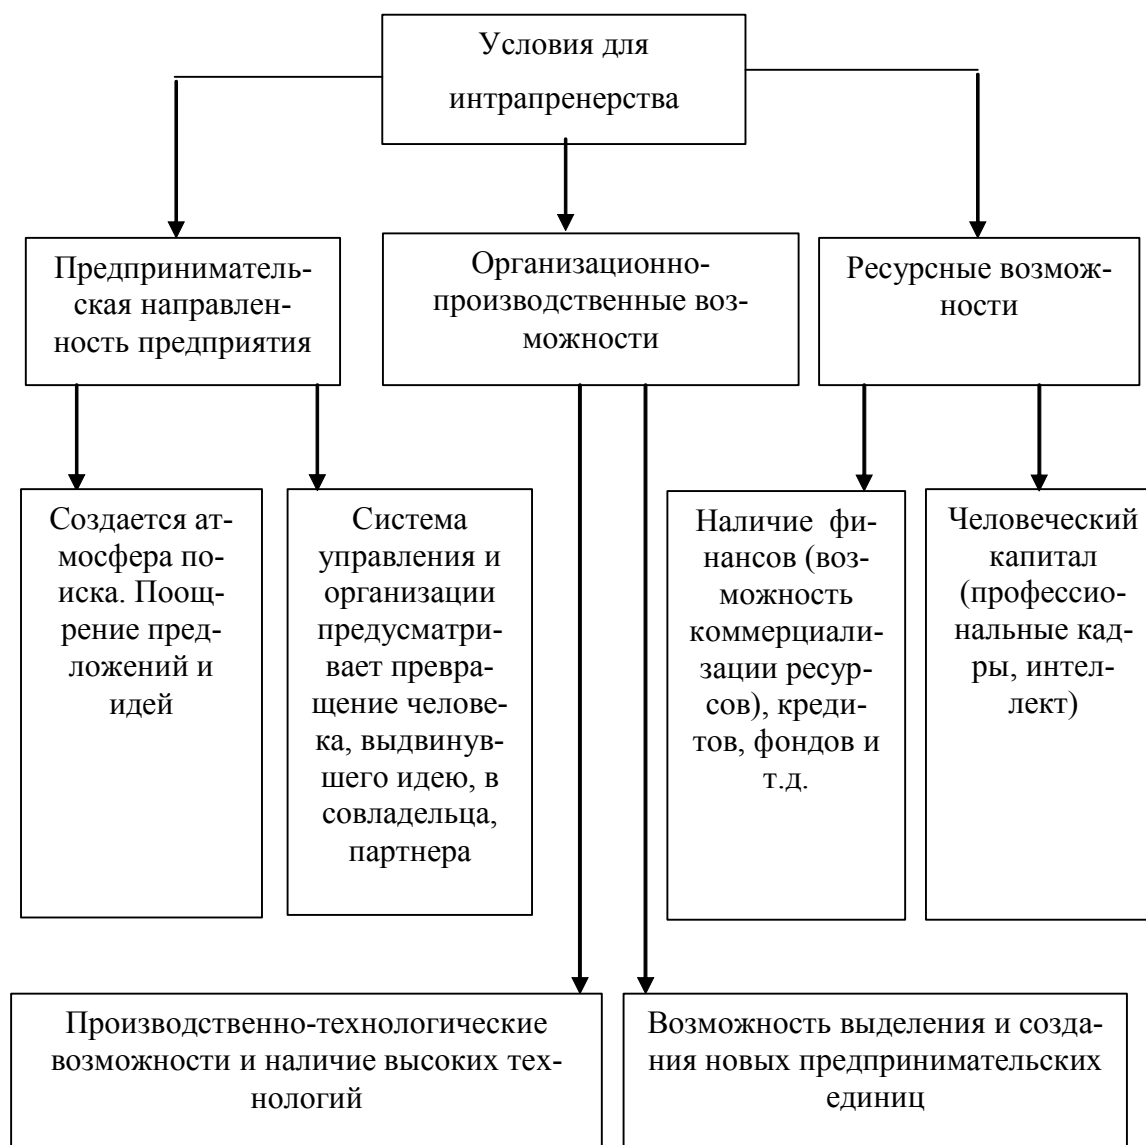 Условия для
интрапренерства
Предприниматель-
ская направлен-
ность предприятия
Организационно-
производственные воз-
можности
Ресурсные возмож-
ности
Создается ат-
мосфера по-
иска. Поощ-
рение пред-
ложений и
идей
Система
управления и
организации
предусматри-
вает превра-
щение челове-
ка, выдвинув-
шего идею, в
совладельца,
партнера
Наличие фи-
нансов (воз-
можность
коммерциали-
зации ресур-
сов), креди-
тов, фондов и
т.д.
Человеческий
капитал
(профессио-
нальные кад-
ры, интел-
лект)
Производственно-технологические
возможности и наличие высоких тех-
нологий
Возможность выделения и созда-
ния новых предпринимательских
единиц